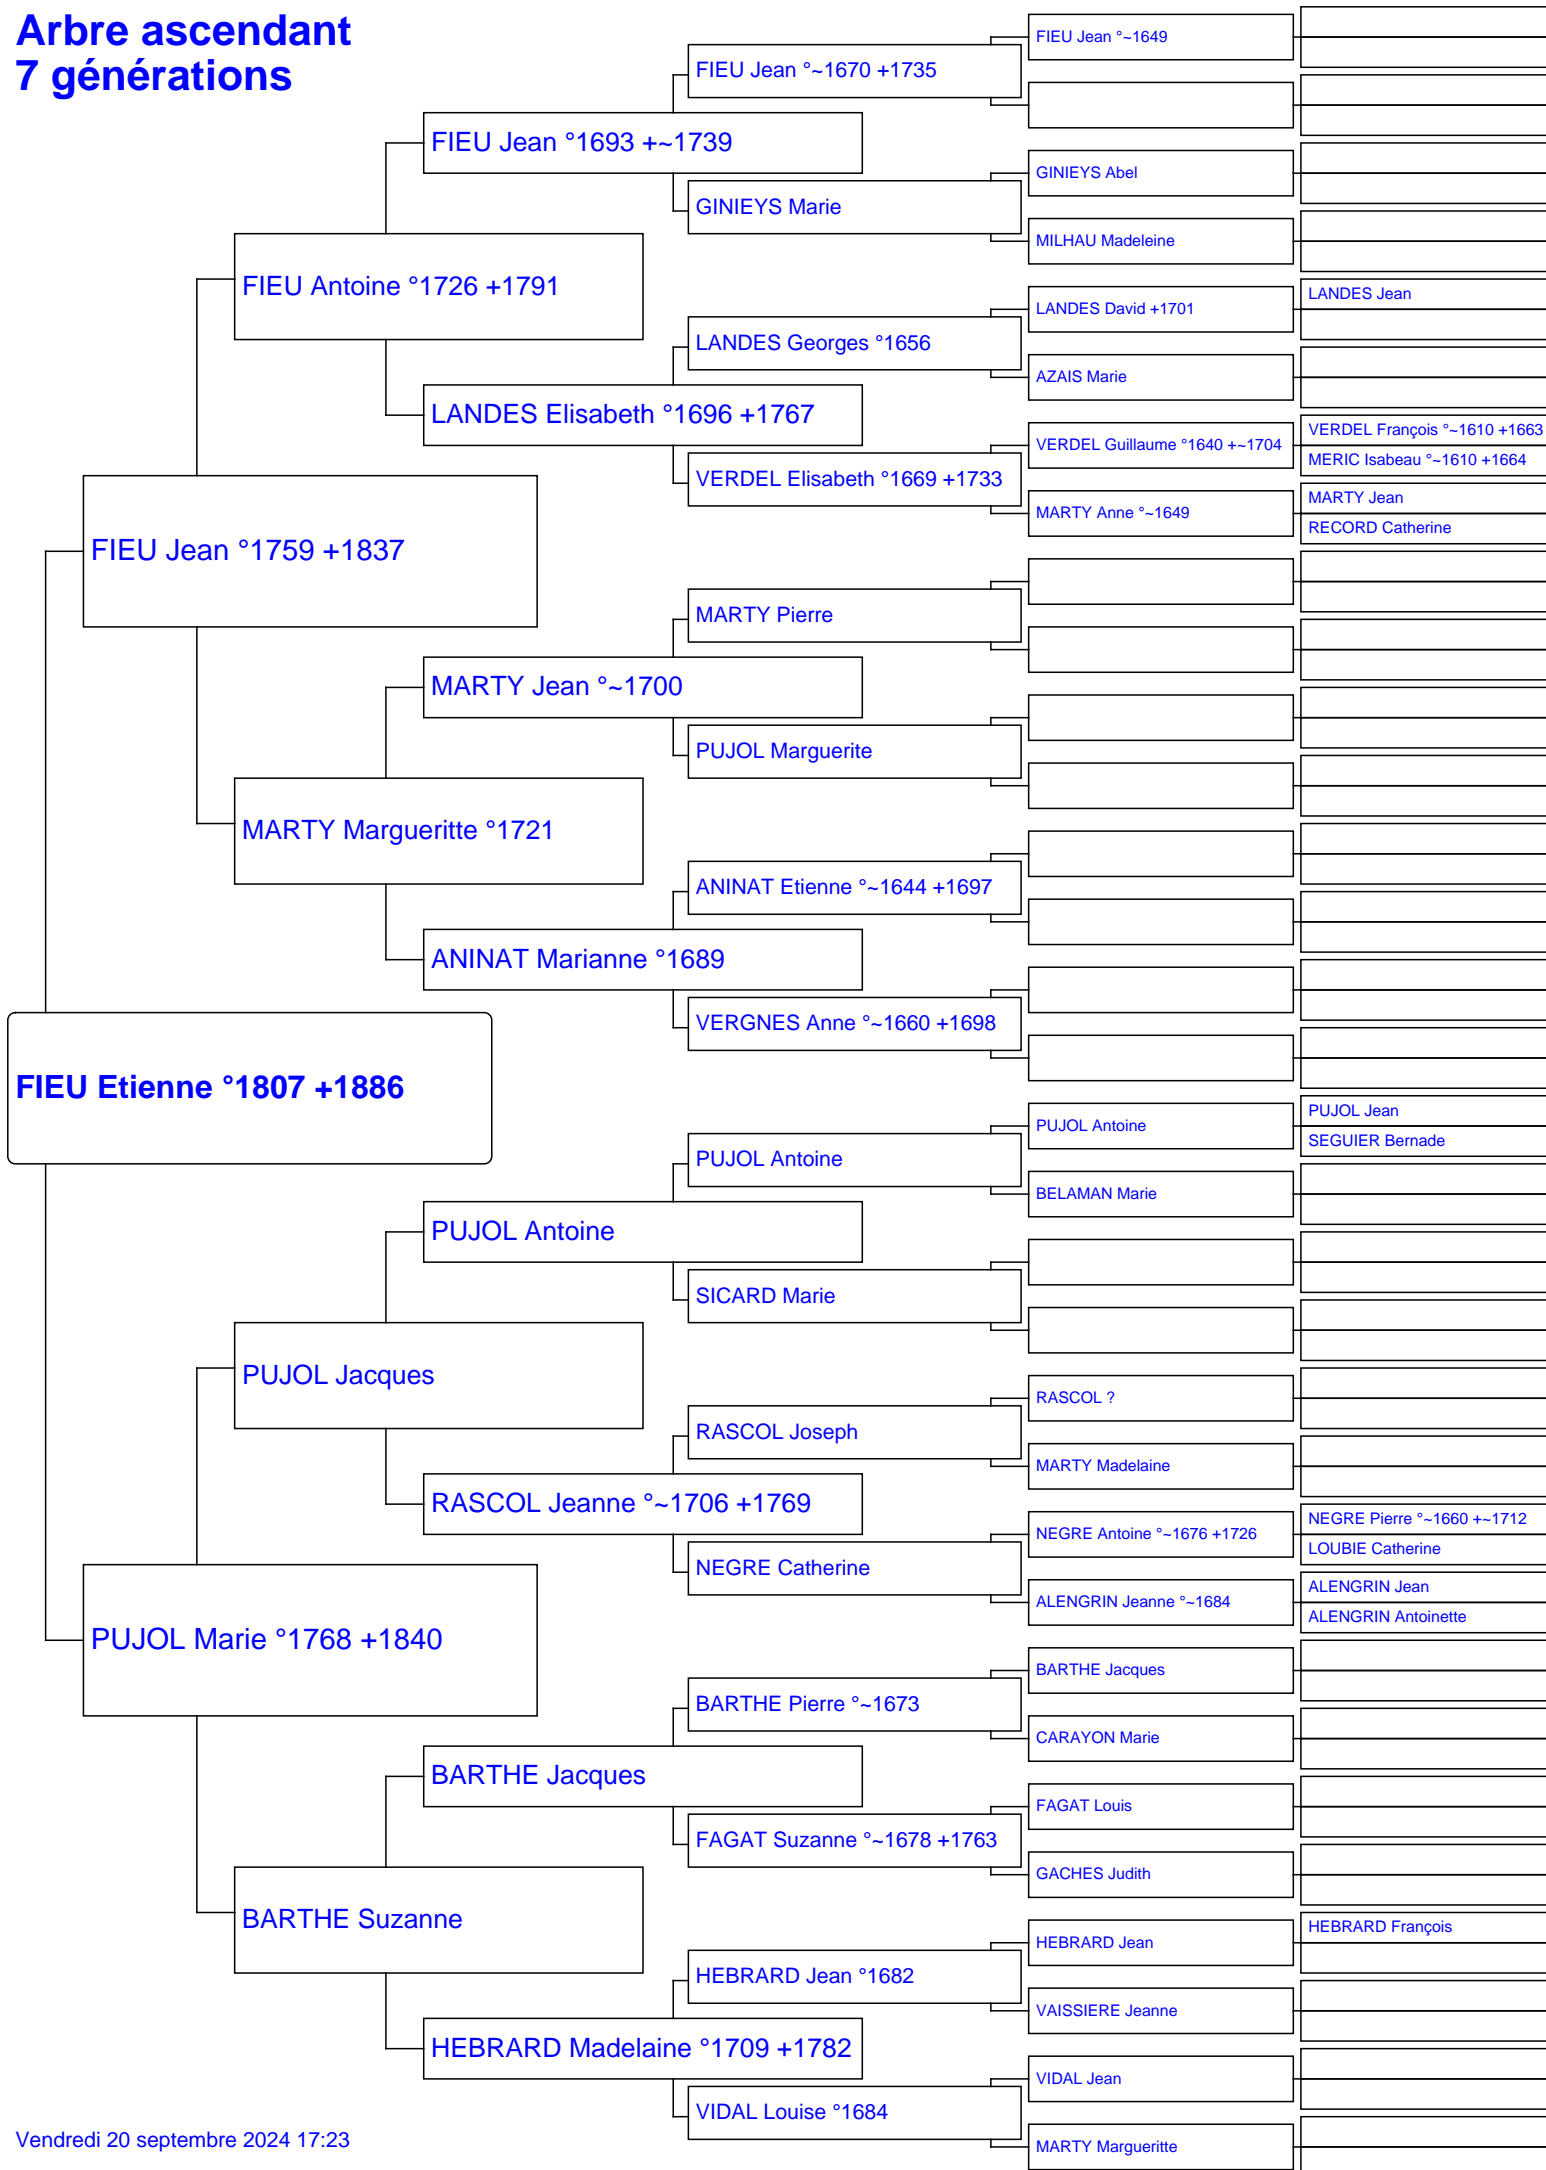 Arbre ascendant
7 générations
FIEU Etienne °1807 +1886
FIEU Jean °1759 +1837
PUJOL Marie °1768 +1840
FIEU Antoine °1726 +1791
MARTY Margueritte °1721
PUJOL Jacques
BARTHE Suzanne
FIEU Jean °1693 +~1739
LANDES Elisabeth °1696 +1767
MARTY Jean °~1700
ANINAT Marianne °1689
PUJOL Antoine
RASCOL Jeanne °~1706 +1769
BARTHE Jacques
HEBRARD Madelaine °1709 +1782
FIEU Jean °~1670 +1735
GINIEYS Marie
LANDES Georges °1656
VERDEL Elisabeth °1669 +1733
MARTY Pierre
PUJOL Marguerite
ANINAT Etienne °~1644 +1697
VERGNES Anne °~1660 +1698
PUJOL Antoine
SICARD Marie
RASCOL Joseph
NEGRE Catherine
BARTHE Pierre °~1673
FAGAT Suzanne °~1678 +1763
HEBRARD Jean °1682
VIDAL Louise °1684
FIEU Jean °~1649
GINIEYS Abel
MILHAU Madeleine
LANDES David +1701
AZAIS Marie
VERDEL Guillaume °1640 +~1704
MARTY Anne °~1649
PUJOL Antoine
BELAMAN Marie
RASCOL ?
MARTY Madelaine
NEGRE Antoine °~1676 +1726
ALENGRIN Jeanne °~1684
BARTHE Jacques
CARAYON Marie
FAGAT Louis
GACHES Judith
HEBRARD Jean
VAISSIERE Jeanne
VIDAL Jean
MARTY Margueritte
LANDES Jean
VERDEL François °~1610 +1663
MERIC Isabeau °~1610 +1664
MARTY Jean
RECORD Catherine
PUJOL Jean
SEGUIER Bernade
NEGRE Pierre °~1660 +~1712
LOUBIE Catherine
ALENGRIN Jean
ALENGRIN Antoinette
HEBRARD François
Vendredi 20 septembre 2024 17:23